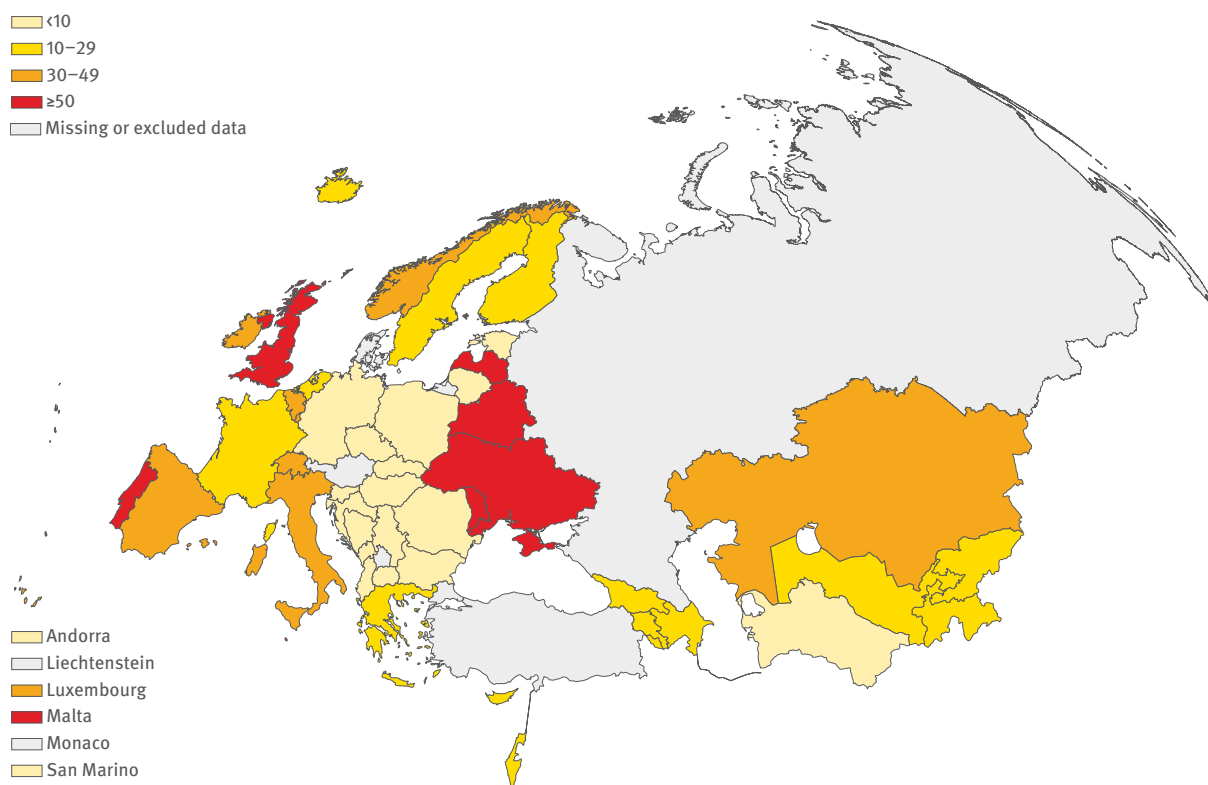 <10
10–29
30–49
≥50
Missing or excluded data
Andorra
Liechtenstein
Luxembourg
Malta
Monaco
San Marino